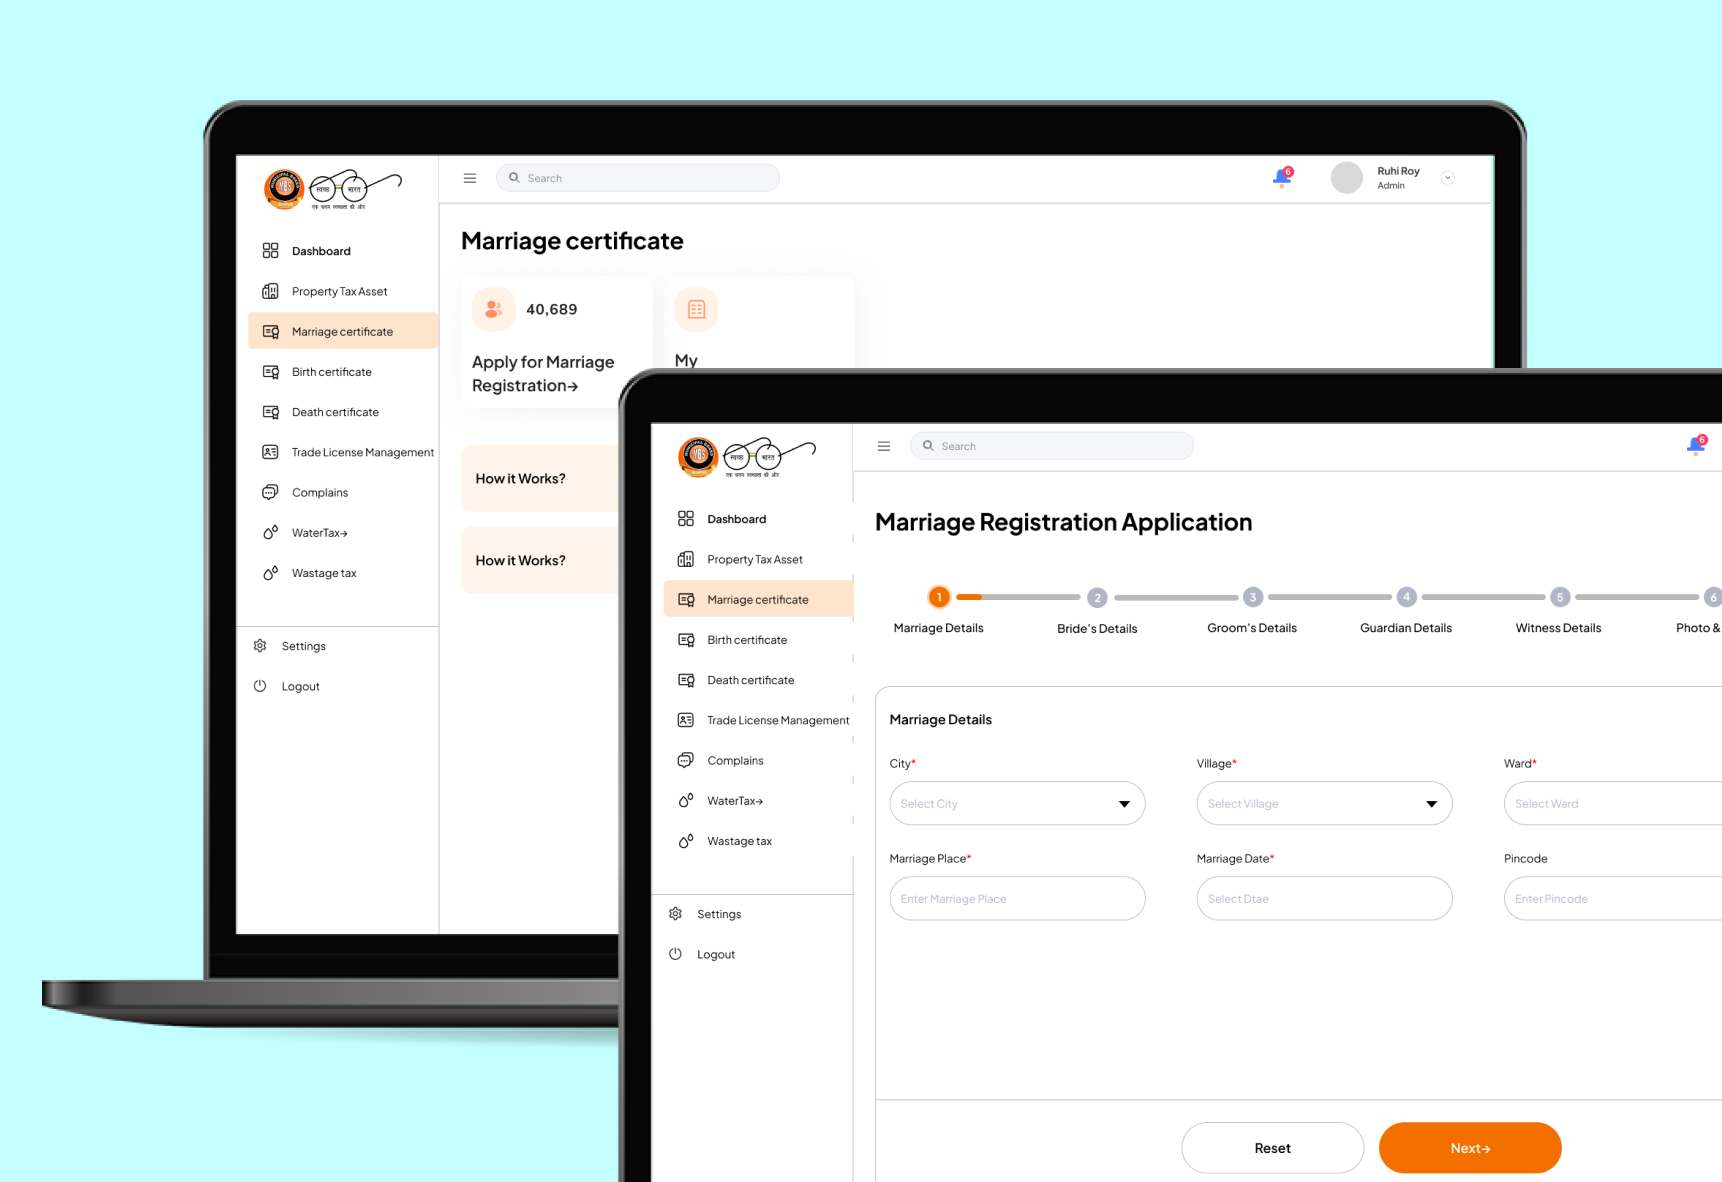 MUNICIPAL BOARD
MBS
स्वच्छ भारत
एक कदम स्वच्छता की ओर
Search
6
Ruhi Roy
Admin
Dashboard
Property Tax Asset
Marriage certificate
Birth certificate
Death certificate
Trade License Management
Complains
WaterTax→
Wastage tax
Settings
Logout
Marriage certificate
40,689
Apply for Marriage
Registration→
My
How it Works?
How it Works?
MBS
स्वच्छ भारत
एक कदम स्वच्छता की ओर
Search
6
Dashboard
Property Tax Asset
Marriage certificate
Birth certificate
Death certificate
Trade License Management
Complains
WaterTax→
Wastage tax
Settings
Logout
Marriage Registration Application
1 2 3 4 5 6
Marriage Details Bride's Details Groom's Details Guardian Details Witness Details Photo &
Marriage Details
City* Village* Ward*
Select City Select Village Select Ward
Marriage Place* Marriage Date* Pincode
Enter Marriage Place Select Dtae Enter Pincode
Reset Next→